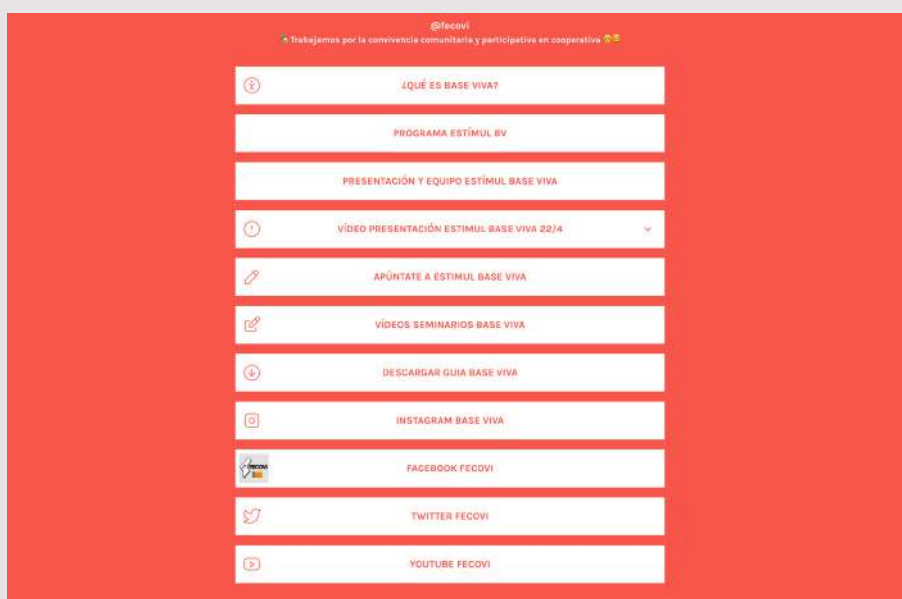 @fecovi
Trabajamos por la convivencia comunitaria y participativa en cooperativa
¿QUÉ ES BASE VIVA?
PROGRAMA ESTÍMUL BV
PRESENTACIÓN Y EQUIPO ESTÍMUL BASE VIVA
VÍDEO PRESENTACIÓN ESTIMUL BASE VIVA 22/4
APÚNTATE A ESTIMUL BASE VIVA
VÍDEOS SEMINARIOS BASE VIVA
DESCARGAR GUIA BASE VIVA
INSTAGRAM BASE VIVA
FECOVI
FACEBOOK FECOVI
TWITTER FECOVI
YOUTUBE FECOVI